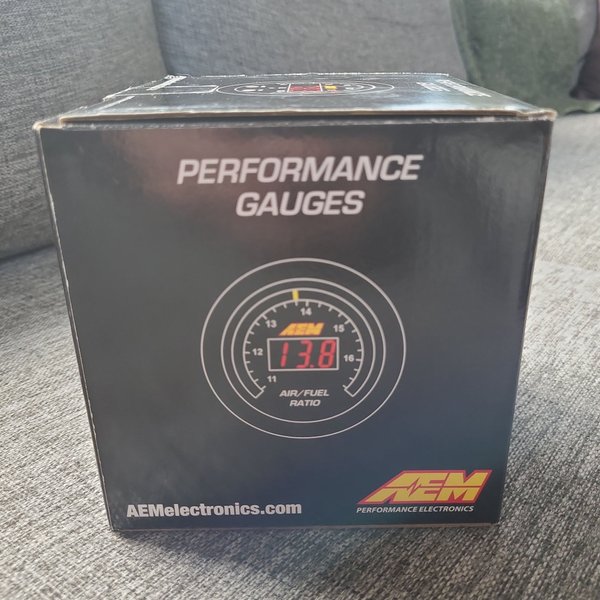 PERFORMANCE
GAUGES
13
14
15
AEM
12
13.8
16
11
AIR/FUEL
RATIO
AEM
AEMelectronics.com
PERFORMANCE ELECTRONICS